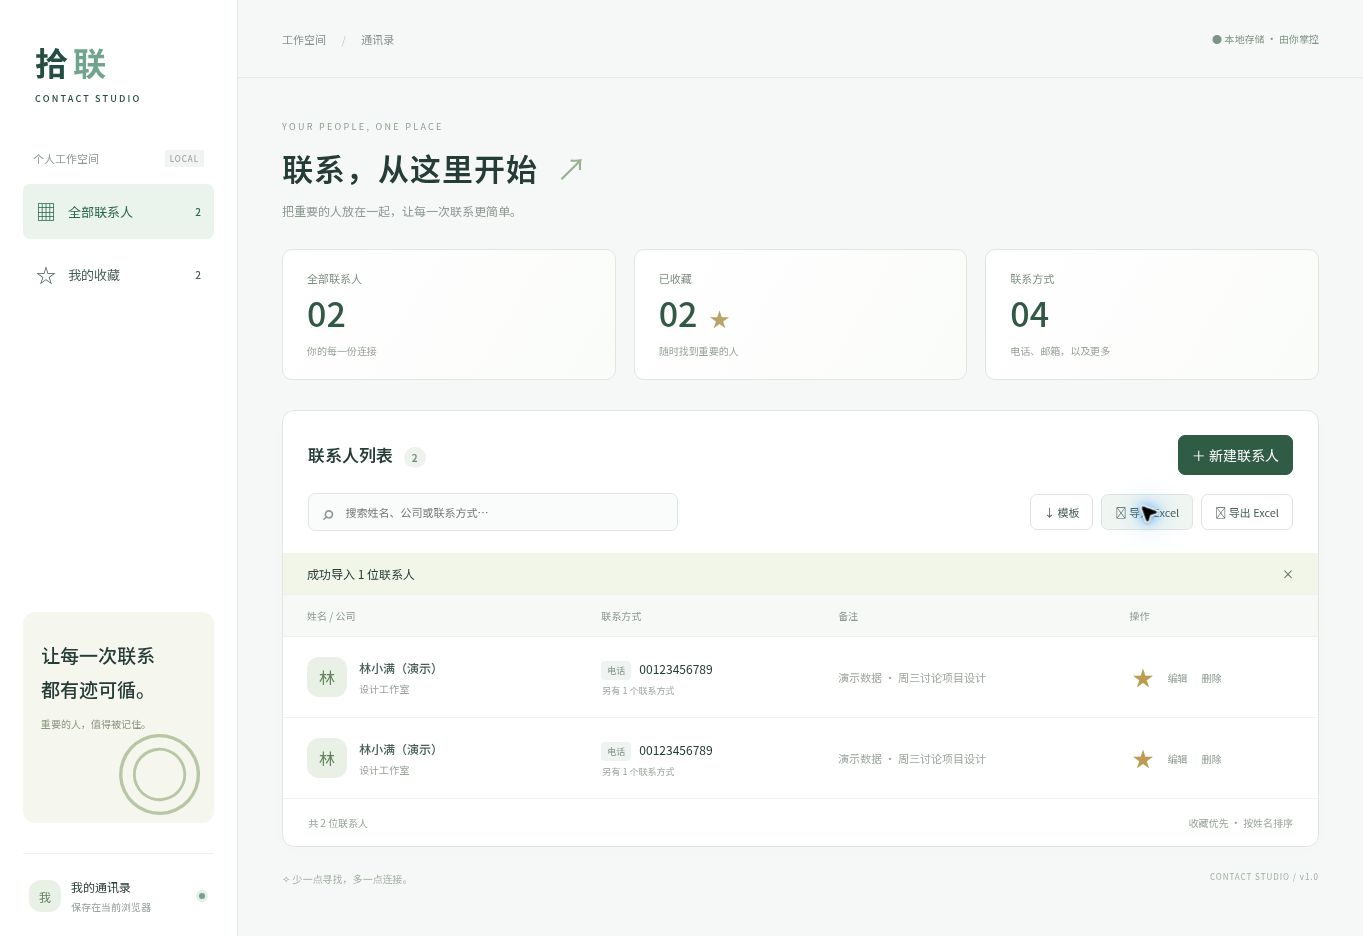 拾联
CONTACT STUDIO
个人工作空间 LOCAL
全部联系人 2
我的收藏 2
让每一次联系
都有迹可循。
重要的人，值得被记住。
我 我的通讯录
保存在当前浏览器
工作空间 / 通讯录
本地存储 · 由你掌控
YOUR PEOPLE, ONE PLACE
联系，从这里开始 ↗
把重要的人放在一起，让每一次联系更简单。
全部联系人
02
你的每一份连接
已收藏
02 ★
随时找到重要的人
联系方式
04
电话、邮箱，以及更多
联系人列表 2
＋ 新建联系人
搜索姓名、公司或联系方式…
↓ 模板
Excel
导出 Excel
成功导入 1 位联系人 ×
姓名 / 公司 联系方式 备注 操作
林 林小满（演示） 电话 00123456789 演示数据 · 周三讨论项目设计 ★ 编辑 删除
设计工作室 另有 1 个联系方式
林 林小满（演示） 电话 00123456789 演示数据 · 周三讨论项目设计 ★ 编辑 删除
设计工作室 另有 1 个联系方式
共 2 位联系人 收藏优先 · 按姓名排序
✧ 少一点寻找，多一点连接。
CONTACT STUDIO / v1.0